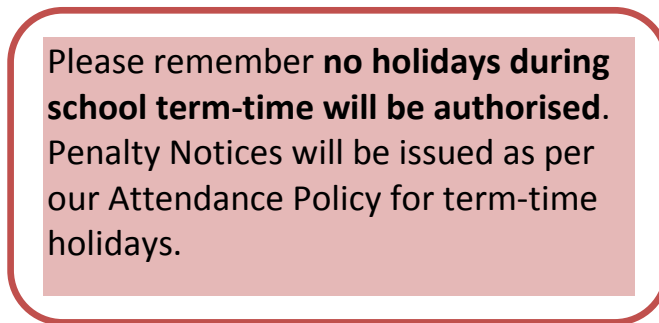 Please remember no holidays during
school term-time will be authorised.
Penalty Notices will be issued as per
our Attendance Policy for term-time
holidays.